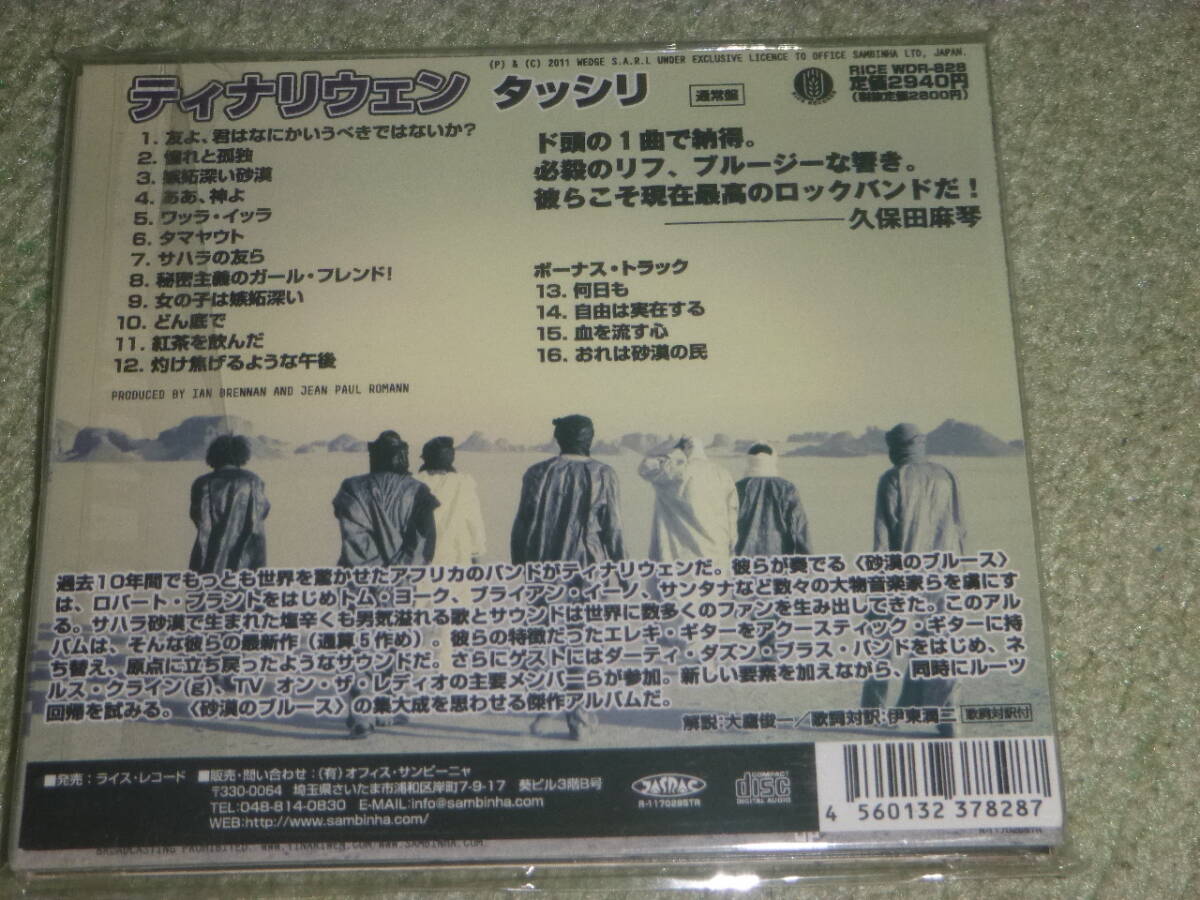 (P) & (C) 2011 WEDGE S.A.R.L UNDER EXCLUSIVE LICENCE TO OFFICE SAMBINHA LTD, JAPAN.
ティナリウェン タッシリ
通常盤
RICE WDR-828
定価2940円
(税抜定価2800円)
1. 友よ、君はなにかいうべきではないか?
2. 憧れと孤独
3. 嫉妬深い砂漠
4. ああ、神よ
5. ワッラ・イッラ
6. タマヤウト
7. サハラの友ら
8. 秘密主義のガール・フレンド!
9. 女の子は嫉妬深い
10. どん底で
11. 紅茶を飲んだ
12. 灼け焦げるような午後
ド頭の1曲で納得。
必殺のリフ、ブルージーな響き。
彼らこそ現在最高のロックバンドだ!
久保田麻琴
ボーナス・トラック
13. 何日も
14. 自由は実在する
15. 血を流す心
16. おれは砂漠の民
PRODUCED BY IAN BRENNAN AND JEAN PAUL ROMANN
過去10年間でもっとも世界を驚かせたアフリカのバンドがティナリウェンだ。彼らが奏でる〈砂漠のブルース〉
は、ロバート・プラントをはじめトム・ヨーク、ブライアン・イーノ、サンタナなど数々の大物音楽家らを虜にす
る。サハラ砂漠で生まれた塩辛くも男気溢れる歌とサウンドは世界に数多くのファンを生み出してきた。このアル
バムは、そんな彼らの最新作(通算5作め)。彼らの特徴だったエレキ・ギターをアクースティック・ギターに持
ち替え、原点に立ち戻ったようなサウンドだ。さらにゲストにはダーティ・ダズン・ブラス・バンドをはじめ、ネ
ルス・クライン(g)、TV オン・ザ・レディオの主要メンバーらが参加。新しい要素を加えながら、同時にルーツ
回帰を試みる。〈砂漠のブルース〉の集大成を思わせる傑作アルバムだ。
解説:大鷹俊一/歌詞対訳:伊東潤二 歌詞対訳付
■発売:ライス・レコード ■販売・問い合わせ:(有)オフィス・サンビーニャ
〒330-0064 埼玉県さいたま市浦和区岸町7-9-17 葵ビル3階B号
TEL:048-814-0830 E-MAIL:info@sambinha.com
WEB:http://www.sambinha.com/
JASRAC
R-1170285TR
COMPACT
disc
DIGITAL AUDIO
4 560132 378287
R-1170285TR
BROADCASTING PROHIBITED. WWW.TINARIWEN.COM/WWW.SAMBINHA.COM.